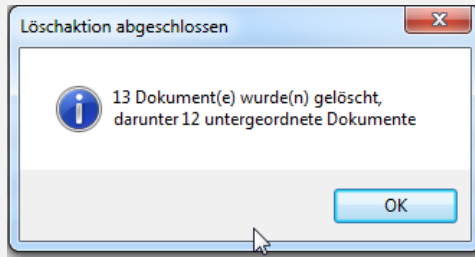 Löschaktion abgeschlossen
13 Dokument(e) wurde(n) gelöscht,
darunter 12 untergeordnete Dokumente
OK